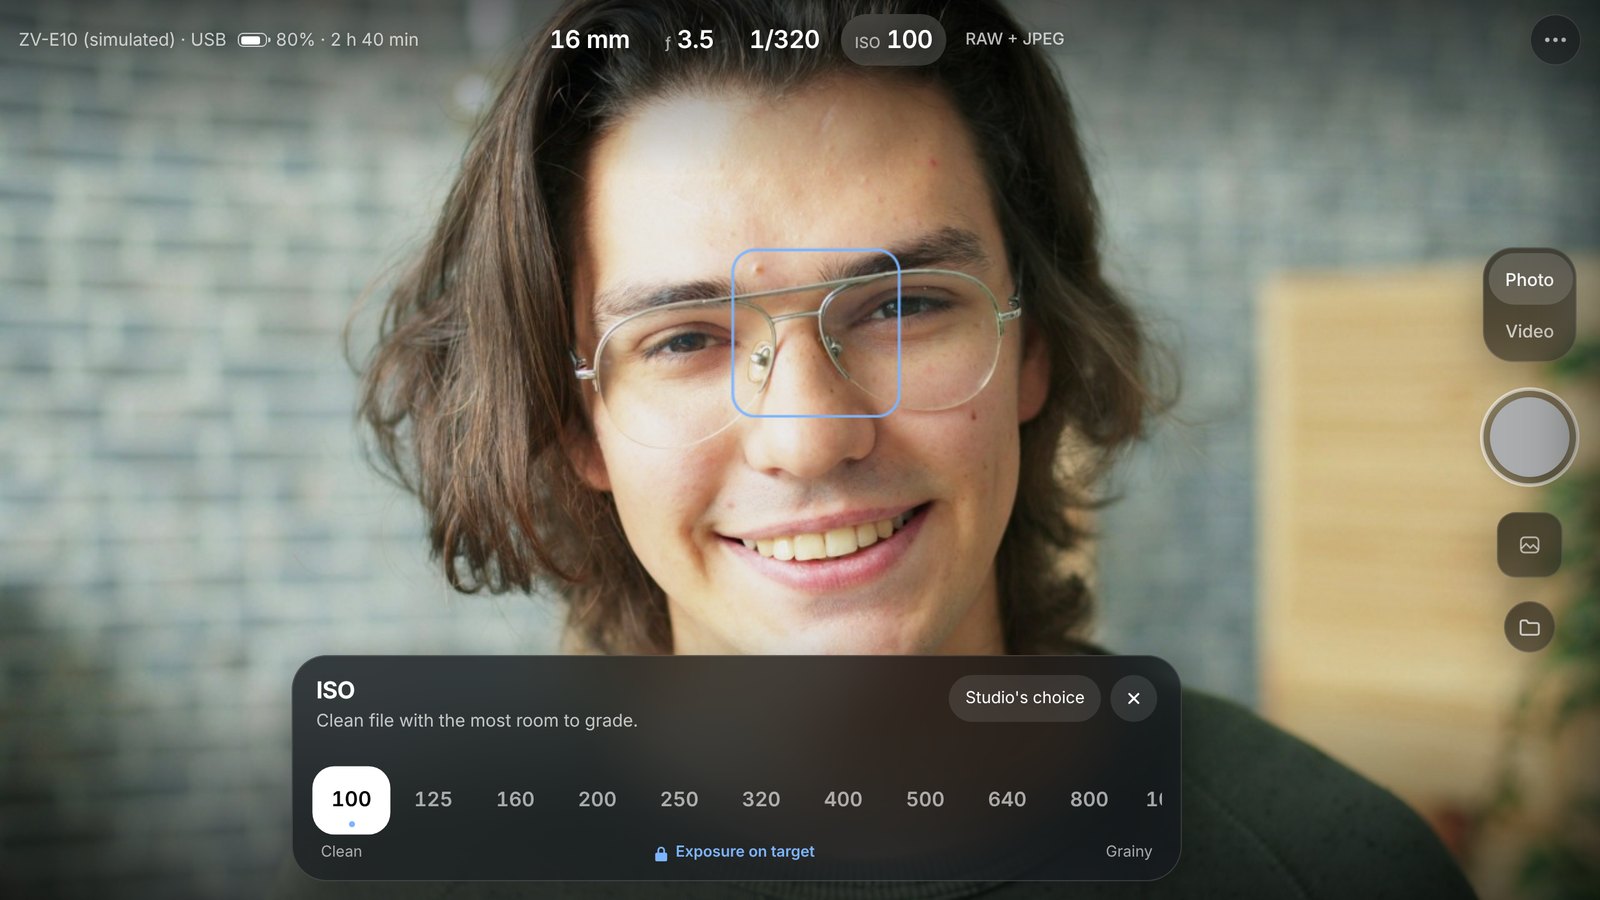 ZV-E10 (simulated) · USB 80% · 2 h 40 min
16 mm f 3.5 1/320 ISO 100 RAW + JPEG
Photo
Video
ISO
Clean file with the most room to grade.
Studio's choice
100 125 160 200 250 320 400 500 640 800
Clean Exposure on target Grainy